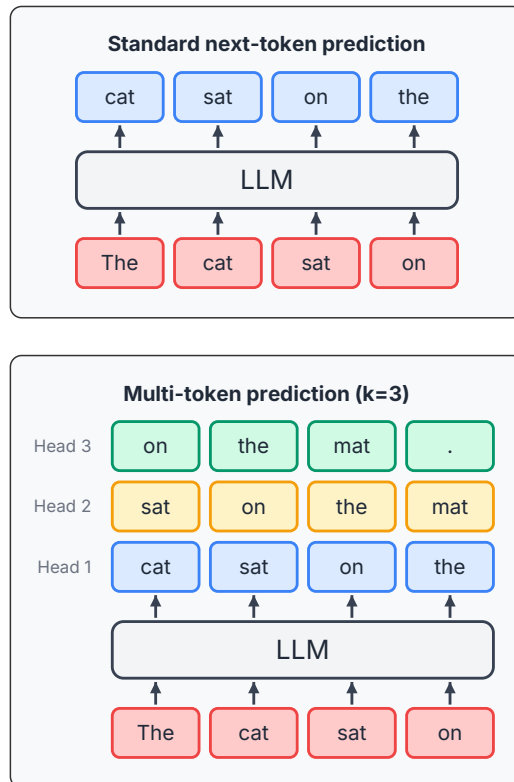 Standard next-token prediction
cat sat on the
LLM
The cat sat on
Multi-token prediction (k=3)
Head 3 on the mat .
Head 2 sat on the mat
Head 1 cat sat on the
LLM
The cat sat on